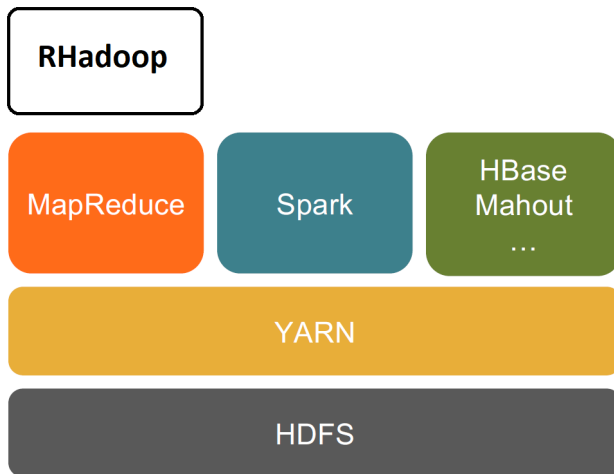 RHadoop
MapReduce
Spark
HBase
Mahout
...
YARN
HDFS